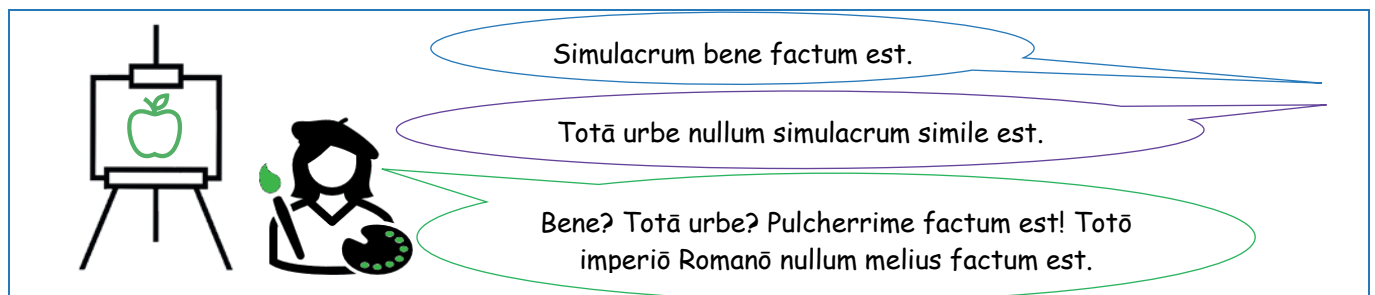 Simulacrum bene factum est.
Totā urbe nullum simulacrum simile est.
Bene? Totā urbe? Pulcherrime factum est! Totō
imperiō Romanō nullum melius factum est.